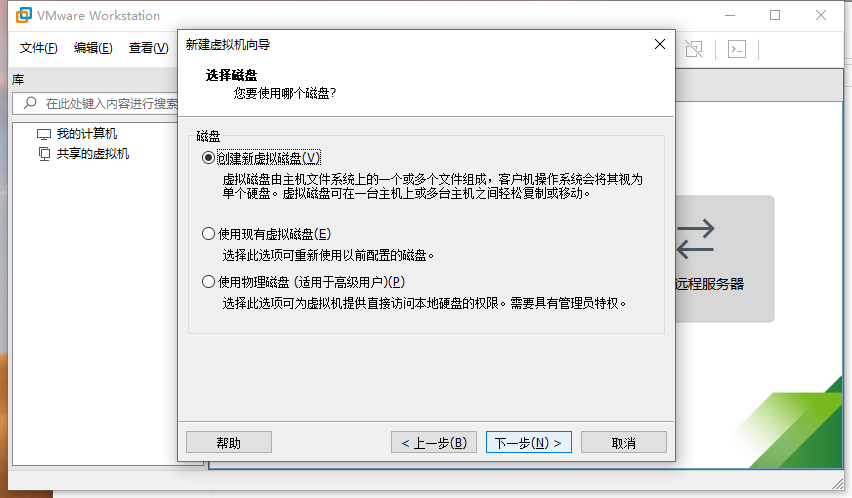 VMware Workstation
文件(F) 编辑(E) 查看(V)
库
在此处键入内容进行搜索
我的计算机
共享的虚拟机
远程服务器
新建虚拟机向导
选择磁盘
您要使用哪个磁盘?
磁盘
创建新虚拟磁盘(V)
虚拟磁盘由主机文件系统上的一个或多个文件组成，客户机操作系统会将其视为
单个硬盘。虚拟磁盘可在一台主机上或多台主机之间轻松复制或移动。
使用现有虚拟磁盘(E)
选择此选项可重新使用以前配置的磁盘。
使用物理磁盘 (适用于高级用户)(P)
选择此选项可为虚拟机提供直接访问本地硬盘的权限。需要具有管理员特权。
帮助 < 上一步(B) 下一步(N) > 取消